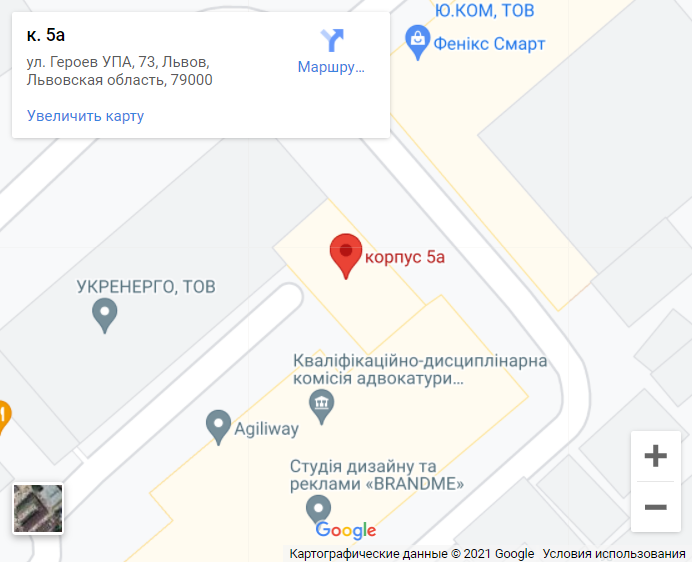 к. 5а
ул. Героев УПА, 73, Львов,
Львовская область, 79000
Маршру...
Увеличить карту
Ю.КОМ, ТОВ
Фенікс Смарт
корпус 5а
УКРЕНЕРГО, ТОВ
Кваліфікаційно-дисциплінарна
комісія адвокатури...
Agiliway
Студія дизайну та
реклами «BRANDME»
Google
Картографические данные © 2021 Google Условия использования